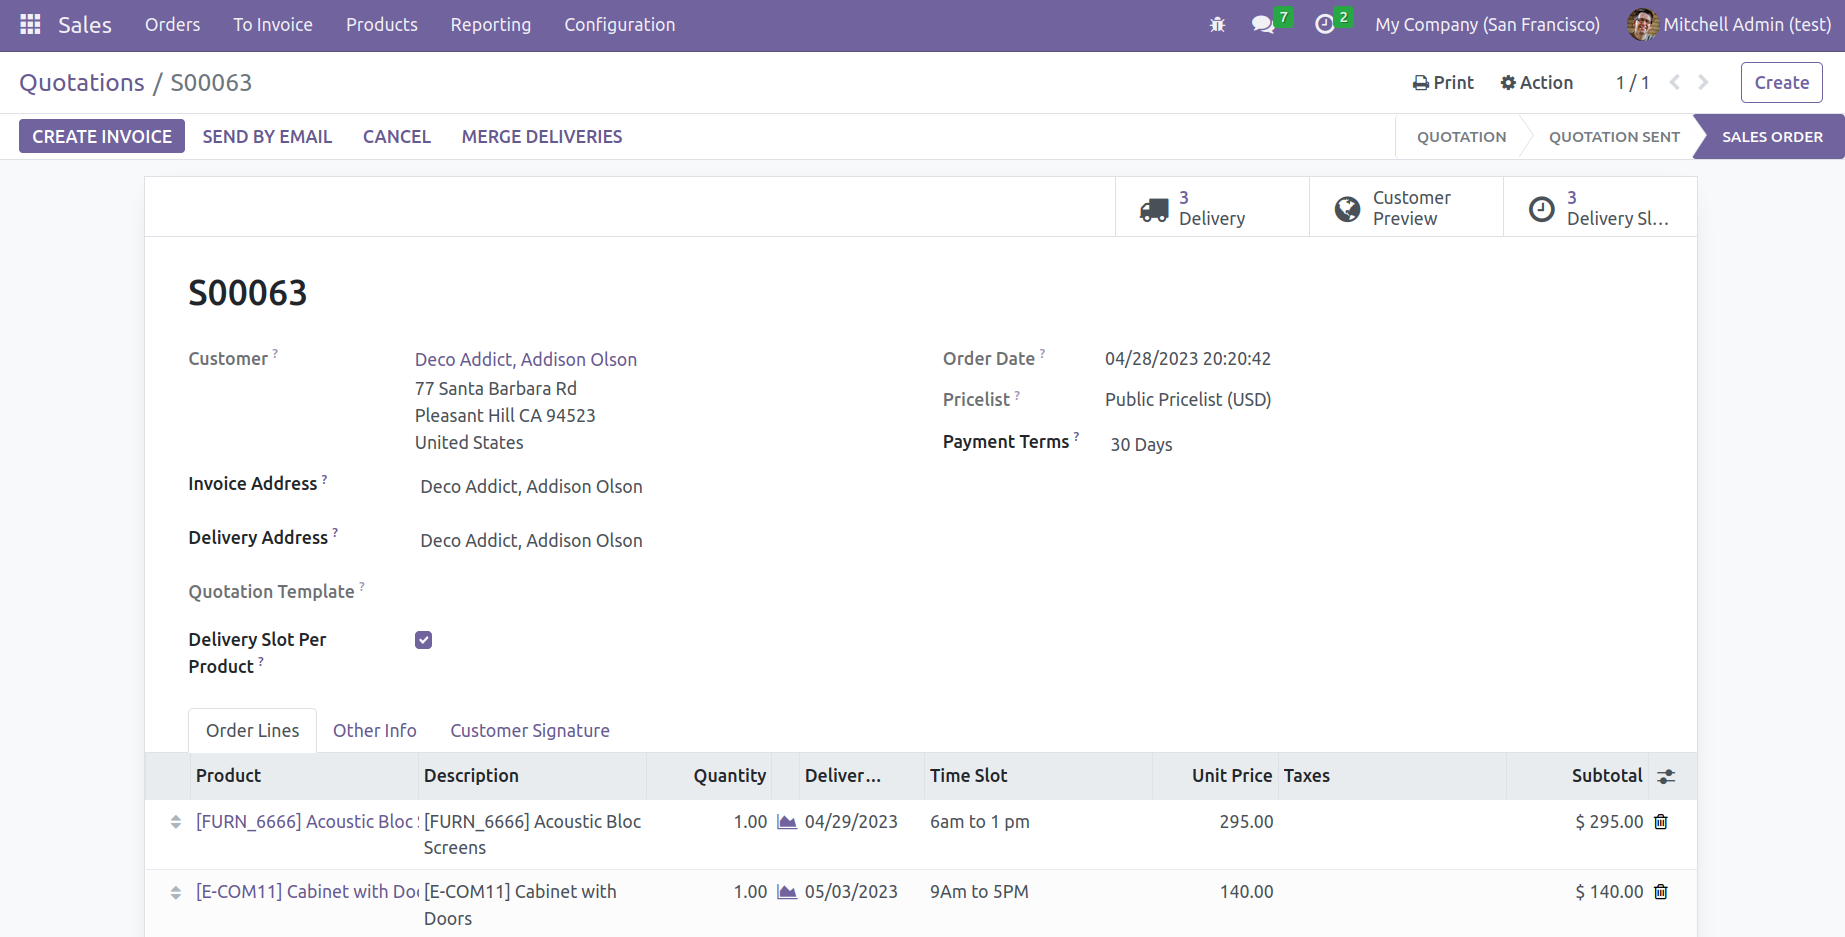 Sales Orders To Invoice Products Reporting Configuration 7 2 My Company (San Francisco) Mitchell Admin (test)
Quotations / S00063 Print Action 1 / 1 Create
CREATE INVOICE SEND BY EMAIL CANCEL MERGE DELIVERIES QUOTATION QUOTATION SENT SALES ORDER
3
Delivery
Customer
Preview
3
Delivery Sl...
S00063
Customer ? Deco Addict, Addison Olson
77 Santa Barbara Rd
Pleasant Hill CA 94523
United States
Invoice Address ? Deco Addict, Addison Olson
Delivery Address ? Deco Addict, Addison Olson
Quotation Template ?
Delivery Slot Per
Product ?
Order Date ? 04/28/2023 20:20:42
Pricelist ? Public Pricelist (USD)
Payment Terms ? 30 Days
Order Lines Other Info Customer Signature
Product Description Quantity Deliver... Time Slot Unit Price Taxes Subtotal
[FURN_6666] Acoustic Bloc [FURN_6666] Acoustic Bloc 1.00 04/29/2023 6am to 1 pm 295.00 $ 295.00
Screens
[E-COM11] Cabinet with Do [E-COM11] Cabinet with 1.00 05/03/2023 9Am to 5PM 140.00 $ 140.00
Doors